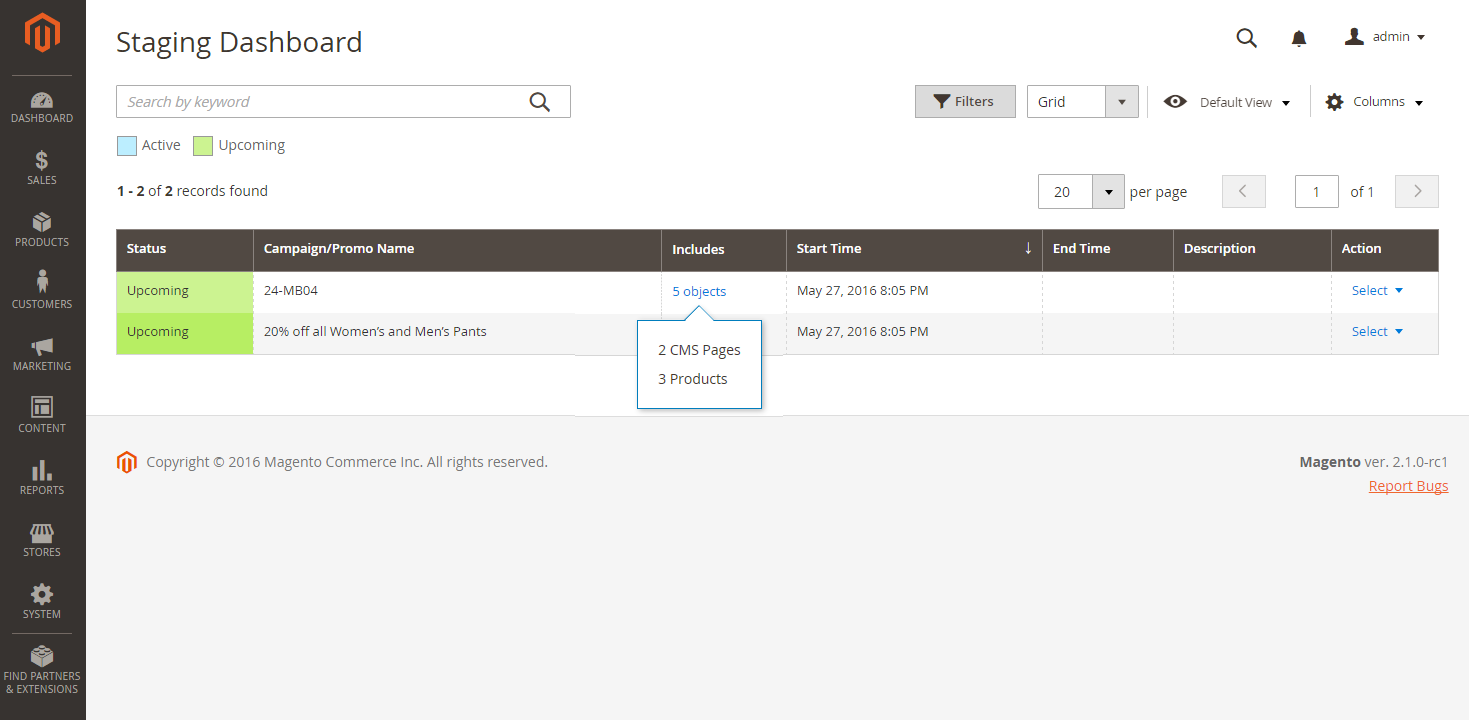 Staging Dashboard
admin
Search by keyword
Filters
Grid
Default View
Columns
Active
Upcoming
1 - 2 of 2 records found
20
per page
1
of 1
Status
Campaign/Promo Name
Includes
Start Time
↓
End Time
Description
Action
Upcoming
24-MB04
5 objects
May 27, 2016 8:05 PM
Select
Upcoming
20% off all Women’s and Men’s Pants
May 27, 2016 8:05 PM
Select
2 CMS Pages
3 Products
DASHBOARD
$
SALES
PRODUCTS
CUSTOMERS
MARKETING
CONTENT
REPORTS
STORES
SYSTEM
FIND PARTNERS
& EXTENSIONS
Copyright © 2016 Magento Commerce Inc. All rights reserved.
Magento ver. 2.1.0-rc1
Report Bugs